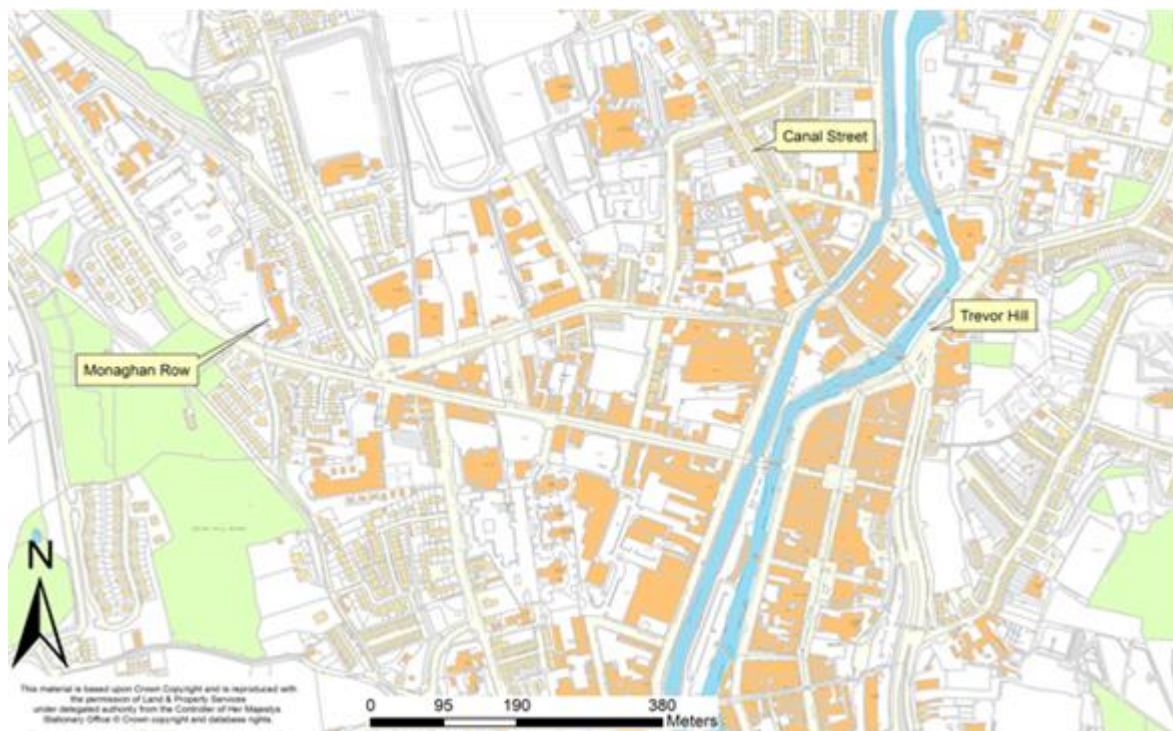 Canal Street
Trevor Hill
Monaghan Row
N
This material is based upon Crown Copyright and is reproduced with
the permission of Land & Property Services
under delegated authority from the Controller of Her Majestys
Stationary Office © Crown copyright and database rights.
0 95 190 380
Meters